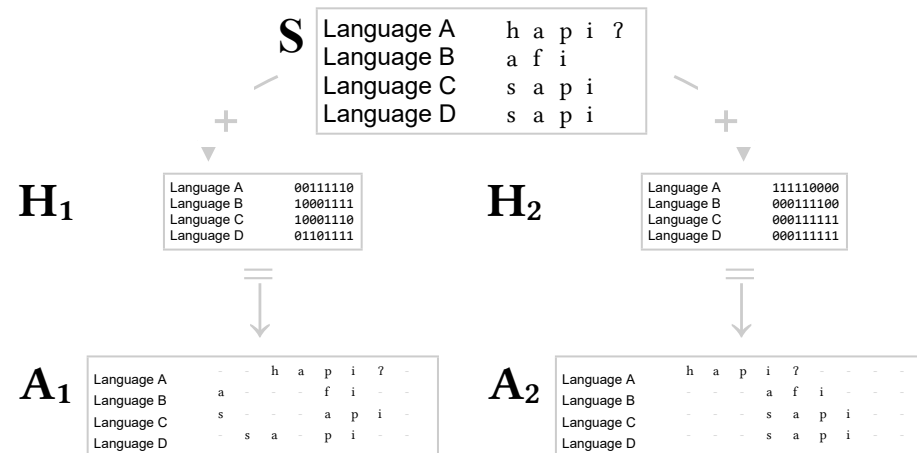 S
Language A h a p i ʔ
Language B a f i
Language C s a p i
Language D s a p i
+ +
H1
Language A 00111110
Language B 10001111
Language C 10001110
Language D 01101111
H2
Language A 111110000
Language B 000111100
Language C 000111111
Language D 000111111
A1
Language A - - h a p i ʔ -
Language B a - - - f i - -
Language C s - - - a p i -
Language D - s a - p i - -
A2
Language A h a p i ʔ - - - -
Language B - - - a f i - - -
Language C - - - s a p i - -
Language D - - - s a p i - -